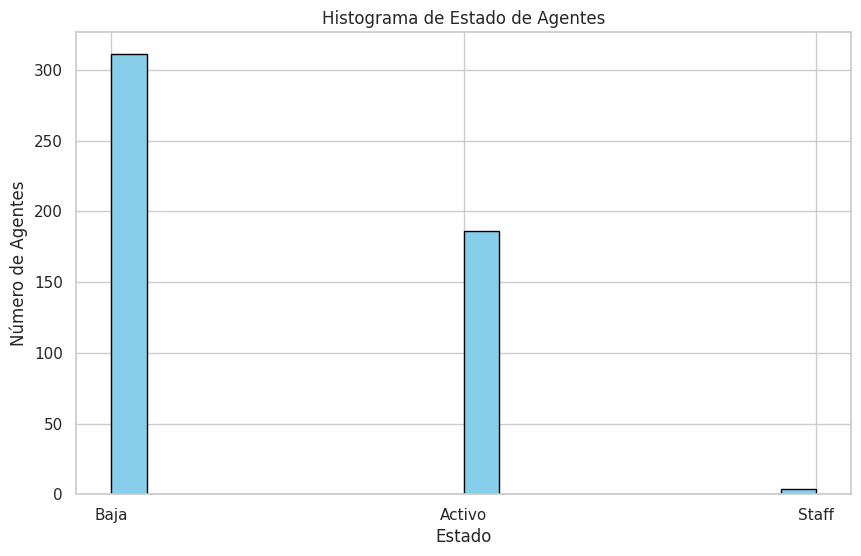 Histograma de Estado de Agentes
Número de Agentes
300
250
200
150
100
50
0
Baja Activo Staff
Estado